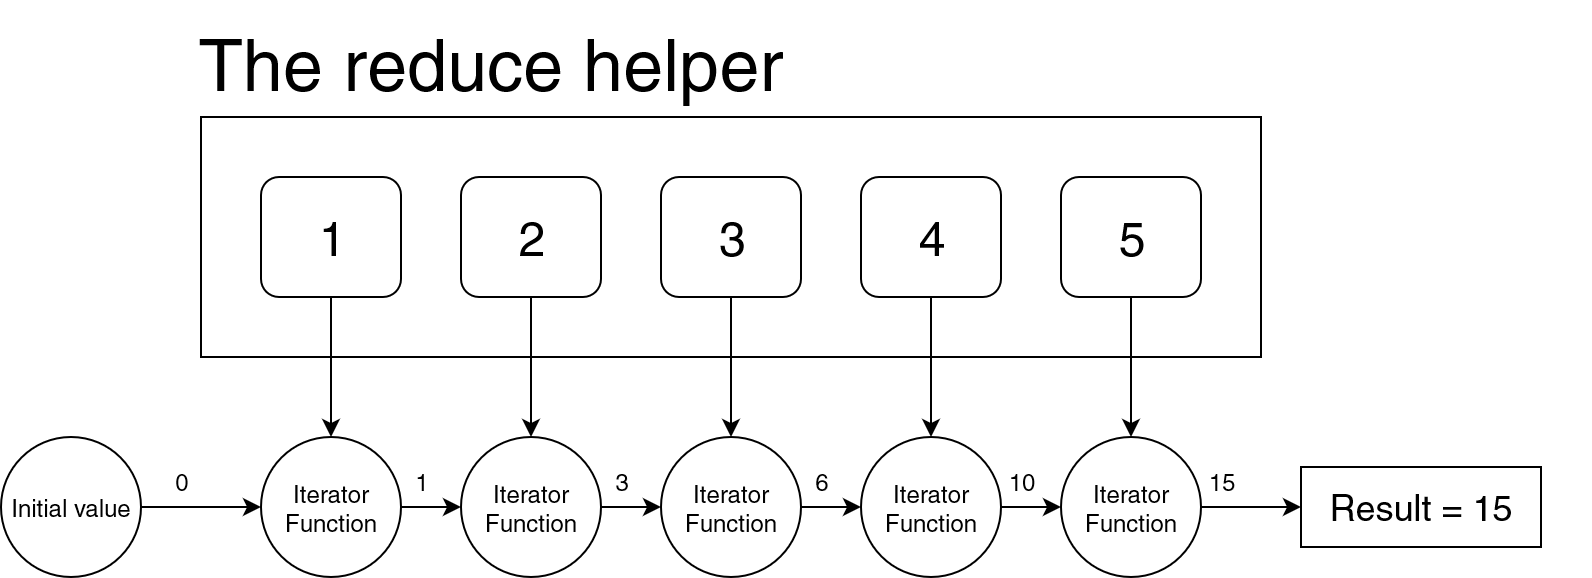 The reduce helper
1
2
3
4
5
Initial value
0
Iterator
Function
1
Iterator
Function
3
Iterator
Function
6
Iterator
Function
10
Iterator
Function
15
Result = 15